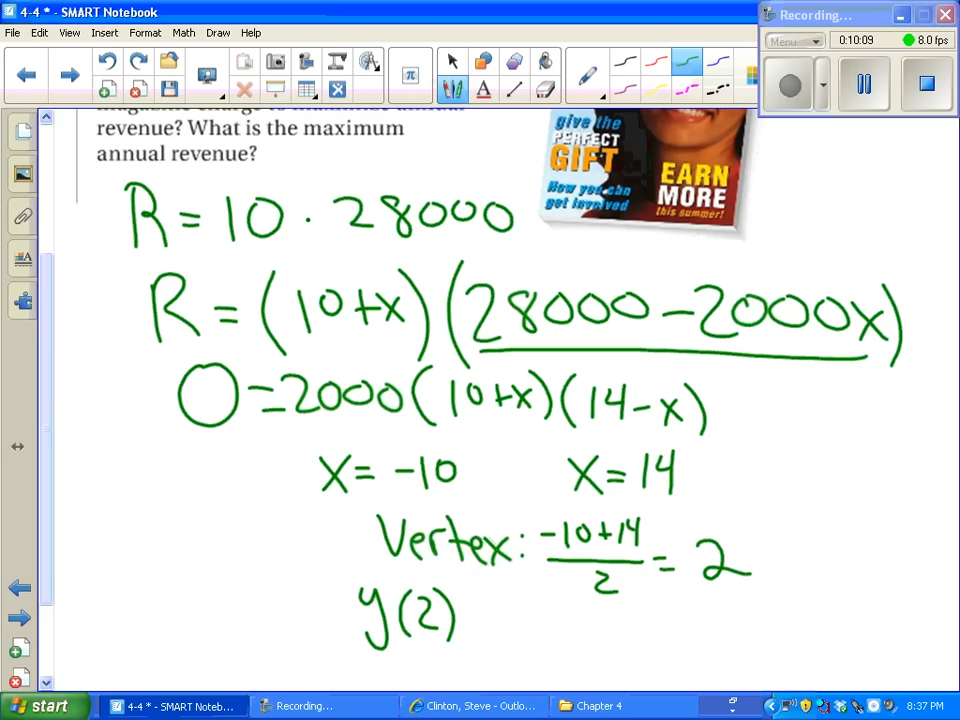 4-4 * - SMART Notebook
Recording...
File Edit View Insert Format Math Draw Help
Menu
0:10:09
8.0 fps
revenue? What is the maximum
annual revenue?
give the
PERFECT
GIFT
How you can
get involved
EARN
MORE
this summer!
R = 10 · 28000
R = (10+x)(28000-2000x)
0=2000(10+x)(14-x)
x= -10 x= 14
Vertex: -10+14/2 = 2
y(2)
start
4-4 * - SMART Noteb...
Recording...
Clinton, Steve - Outlo...
Chapter 4
8:37 PM